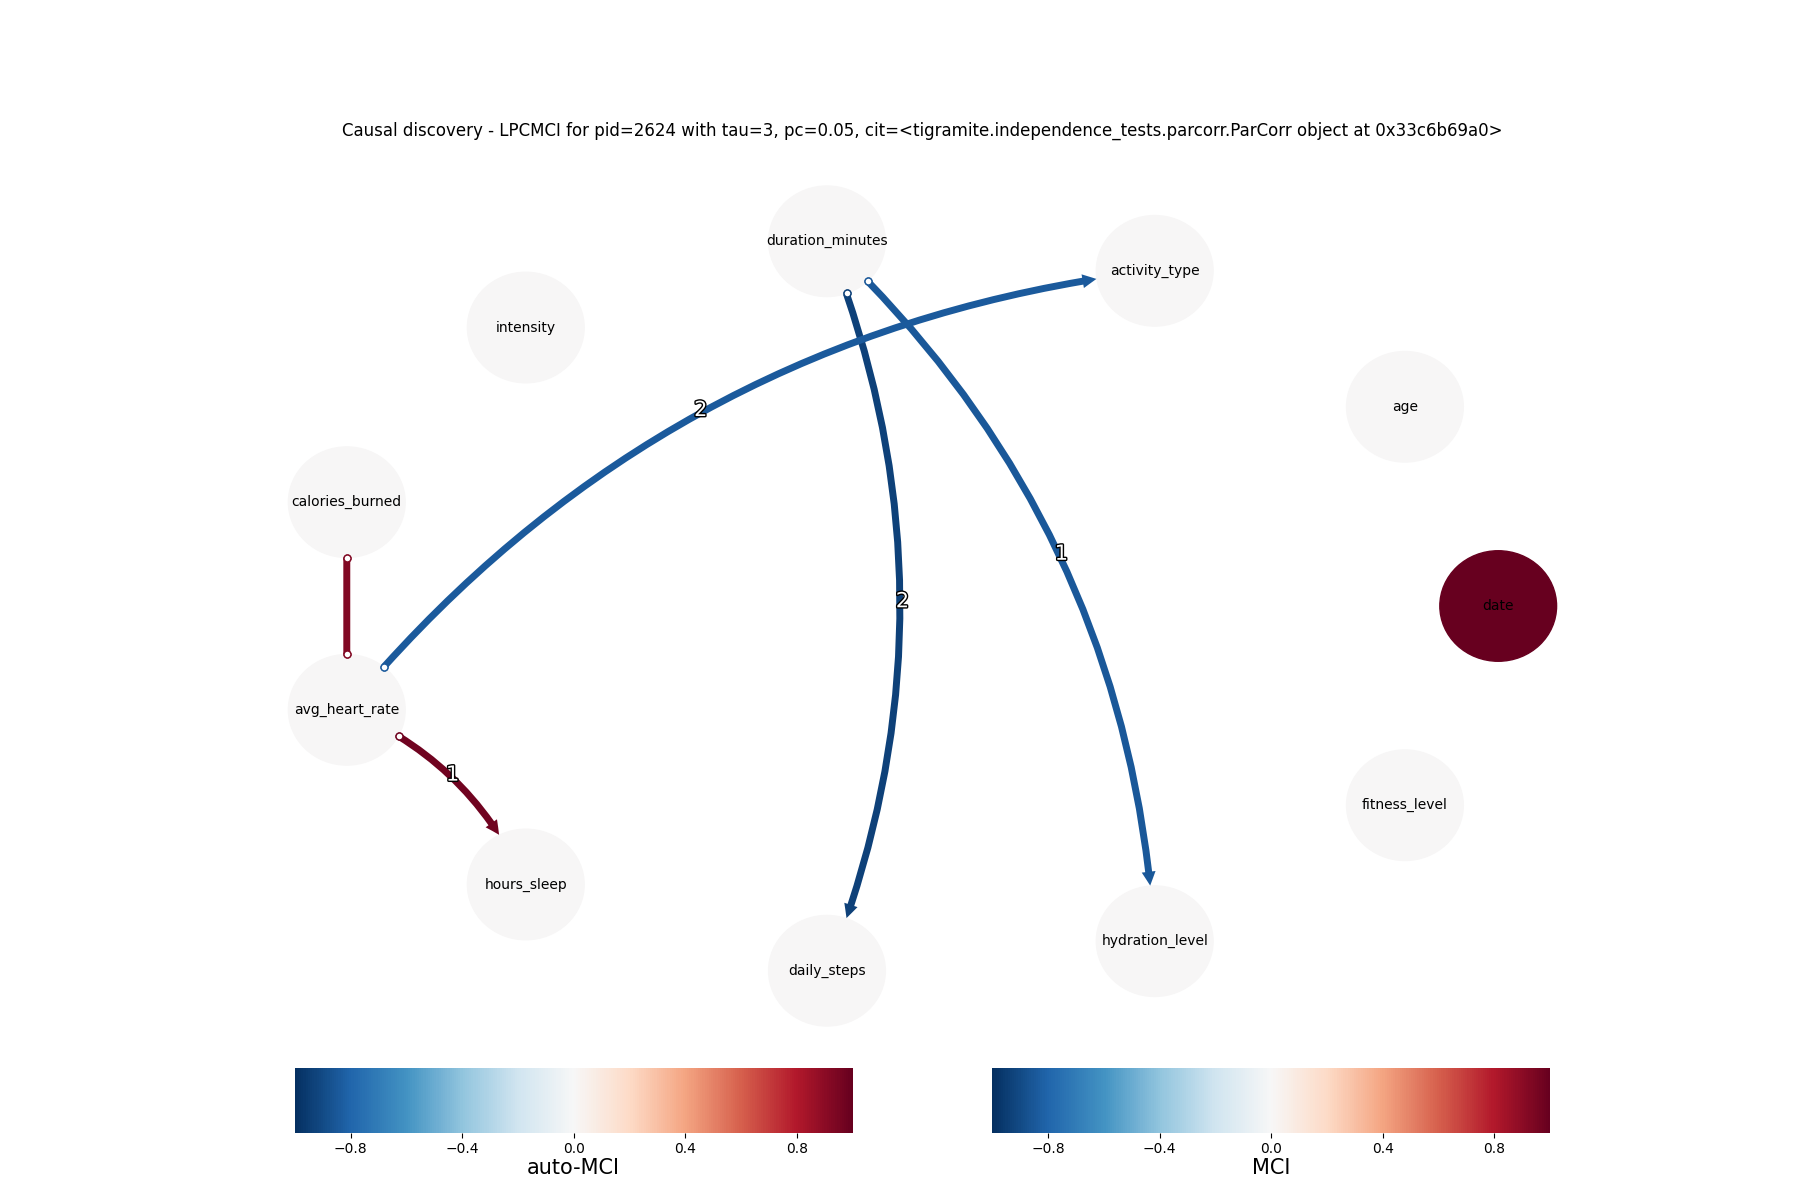 Causal discovery - LPCMCI for pid=2624 with tau=3, pc=0.05, cit=<tigramite.independence_tests.parcorr.ParCorr object at 0x33c6b69a0>
duration_minutes
activity_type
intensity
age
2
calories_burned
1
2
date
avg_heart_rate
1
fitness_level
hours_sleep
hydration_level
daily_steps
−0.8 −0.4 0.0 0.4 0.8
auto-MCI
−0.8 −0.4 0.0 0.4 0.8
MCI